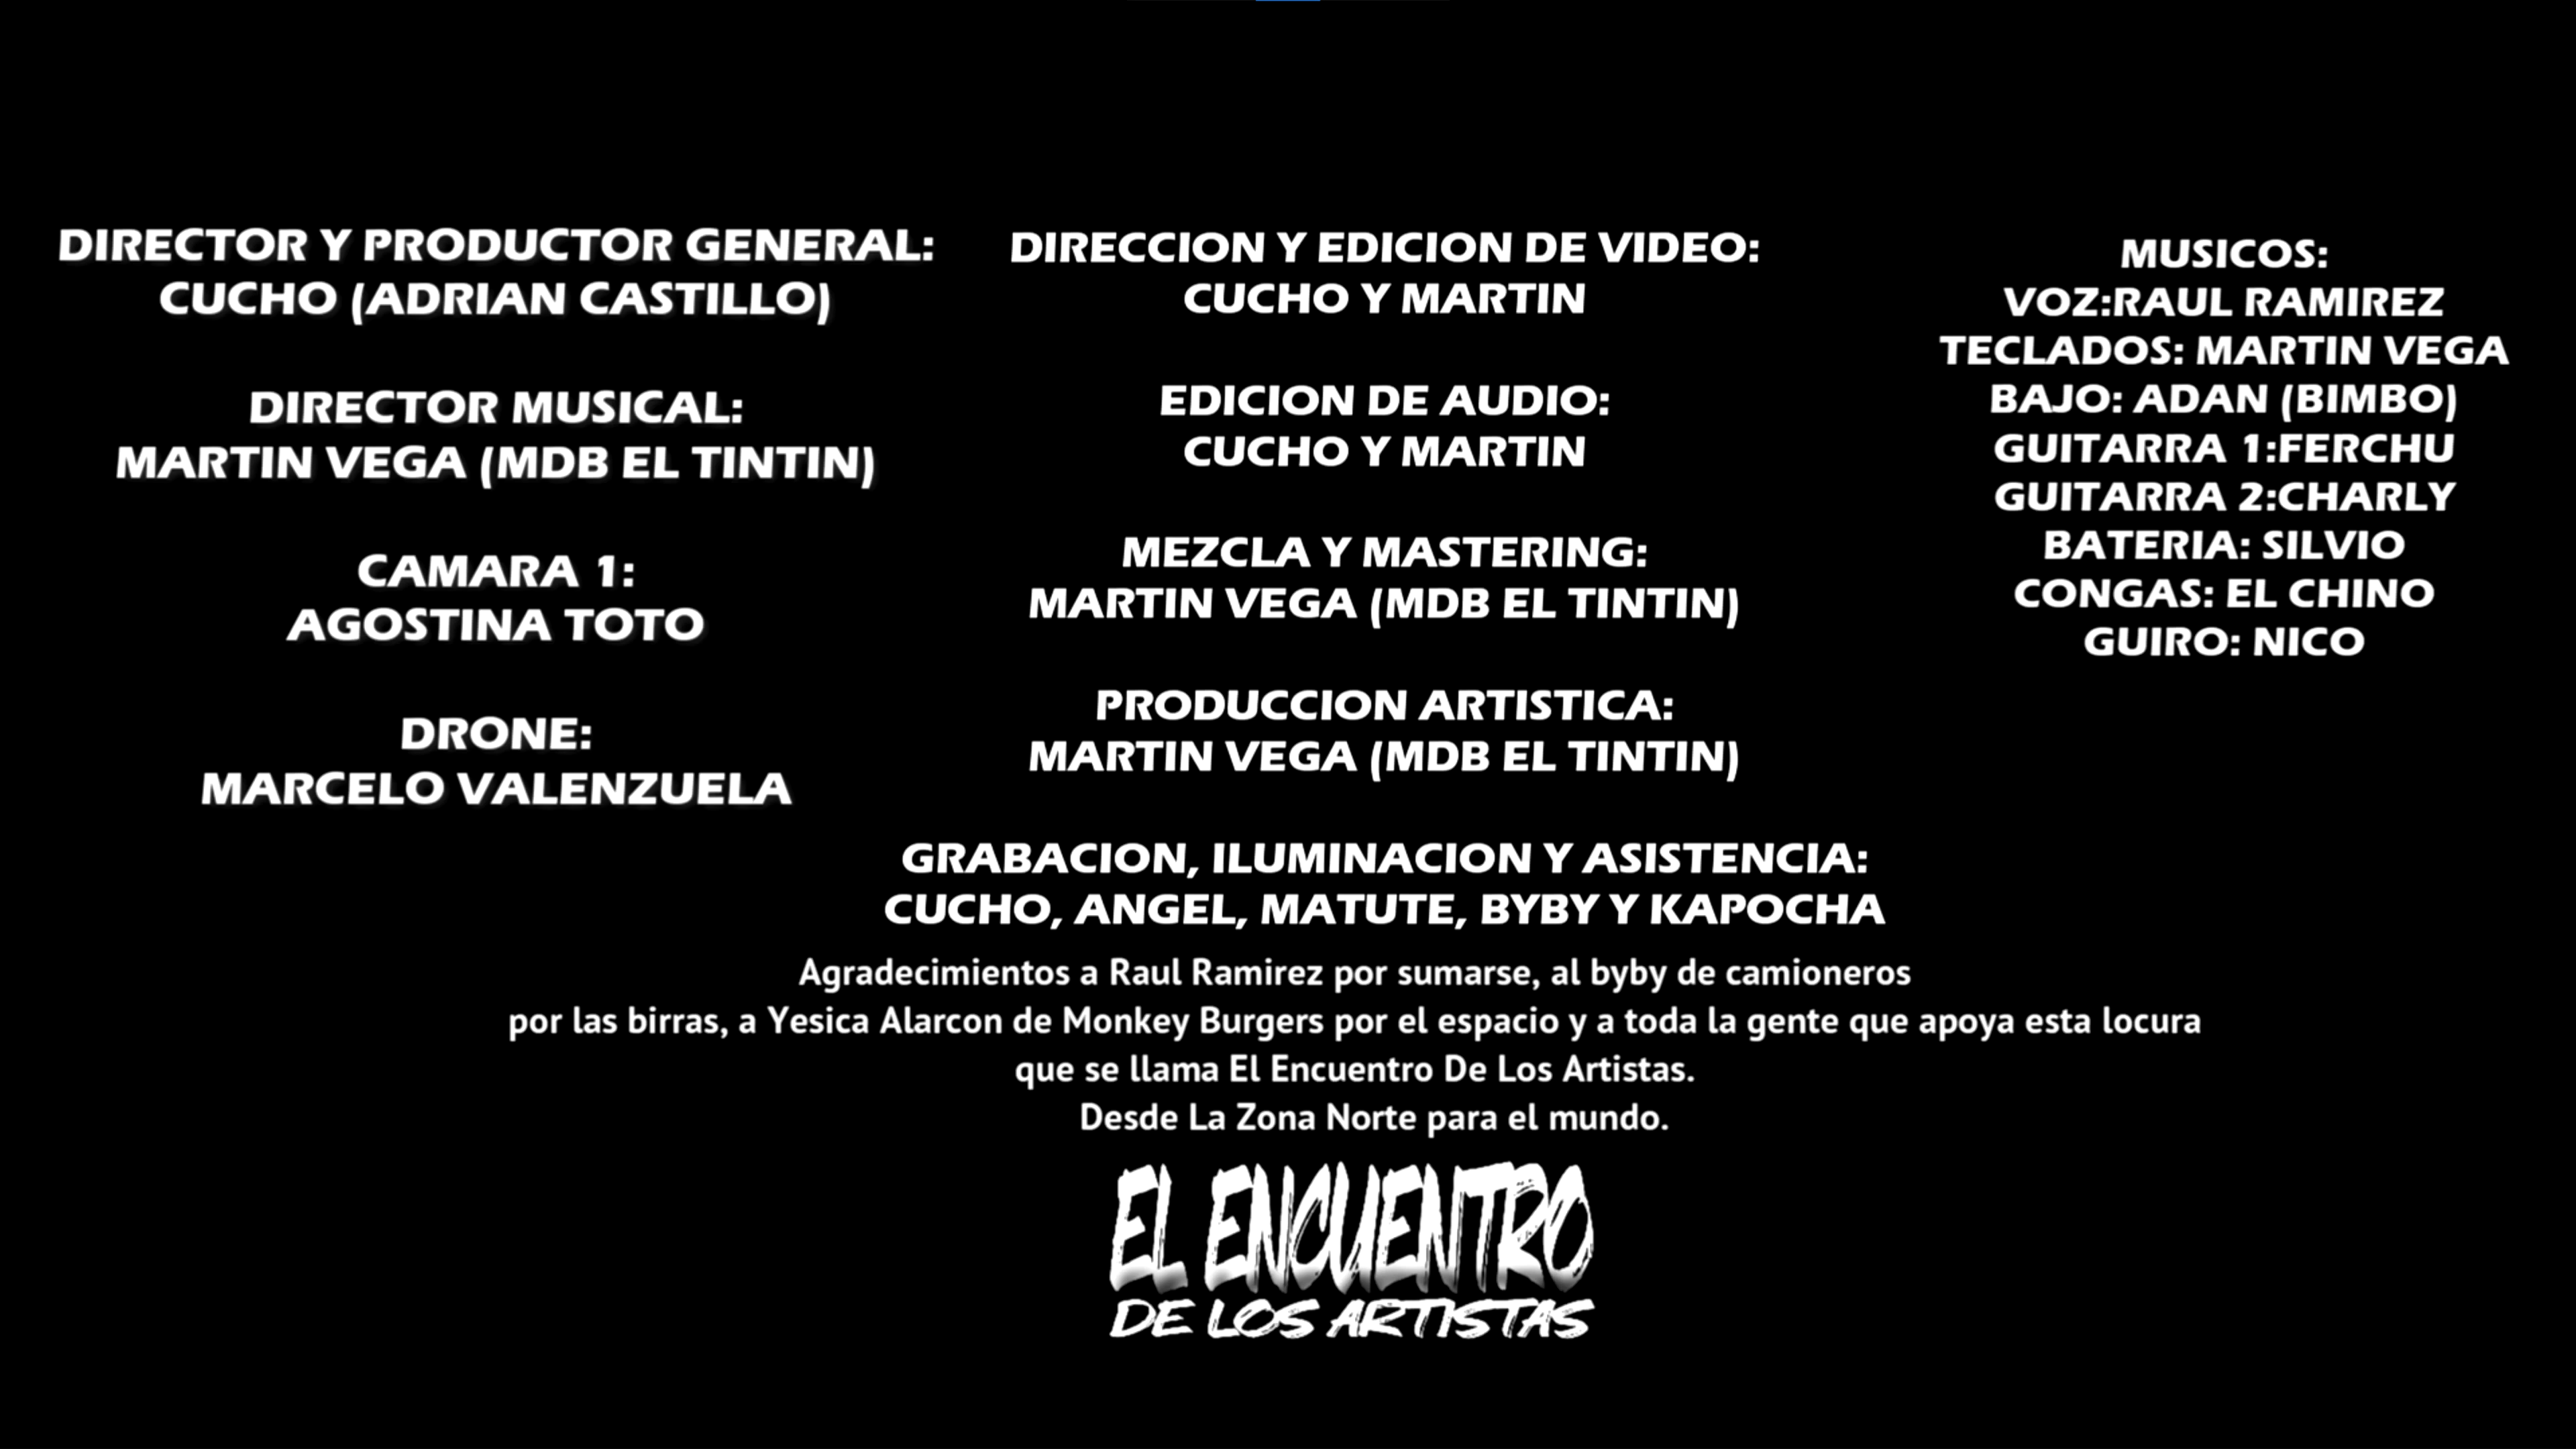 DIRECTOR Y PRODUCTOR GENERAL:
CUCHO (ADRIAN CASTILLO)
DIRECTOR MUSICAL:
MARTIN VEGA (MDB EL TINTIN)
CAMARA 1:
AGOSTINA TOTO
DRONE:
MARCELO VALENZUELA
DIRECCION Y EDICION DE VIDEO:
CUCHO Y MARTIN
EDICION DE AUDIO:
CUCHO Y MARTIN
MEZCLA Y MASTERING:
MARTIN VEGA (MDB EL TINTIN)
PRODUCCION ARTISTICA:
MARTIN VEGA (MDB EL TINTIN)
GRABACION, ILUMINACION Y ASISTENCIA:
CUCHO, ANGEL, MATUTE, BYBY Y KAPOCHA
MUSICOS:
VOZ:RAUL RAMIREZ
TECLADOS: MARTIN VEGA
BAJO: ADAN (BIMBO)
GUITARRA 1:FERCHU
GUITARRA 2:CHARLY
BATERIA: SILVIO
CONGAS: EL CHINO
GUIRO: NICO
Agradecimientos a Raul Ramirez por sumarse, al byby de camioneros
por las birras, a Yesica Alarcon de Monkey Burgers por el espacio y a toda la gente que apoya esta locura
que se llama El Encuentro De Los Artistas.
Desde La Zona Norte para el mundo.
EL ENCUENTRO
DE LOS ARTISTAS